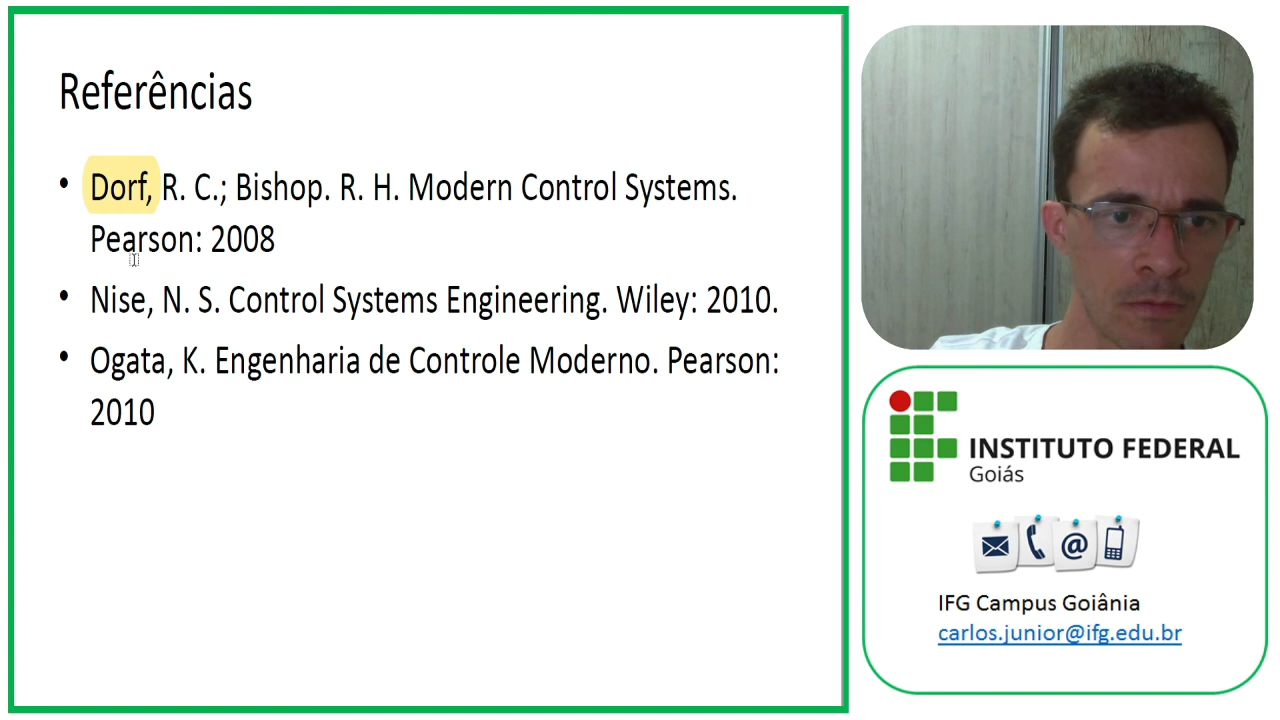 Referências
• Dorf, R. C.; Bishop. R. H. Modern Control Systems.
Pearson: 2008
• Nise, N. S. Control Systems Engineering. Wiley: 2010.
• Ogata, K. Engenharia de Controle Moderno. Pearson:
2010
INSTITUTO FEDERAL
Goiás
@
IFG Campus Goiânia
carlos.junior@ifg.edu.br